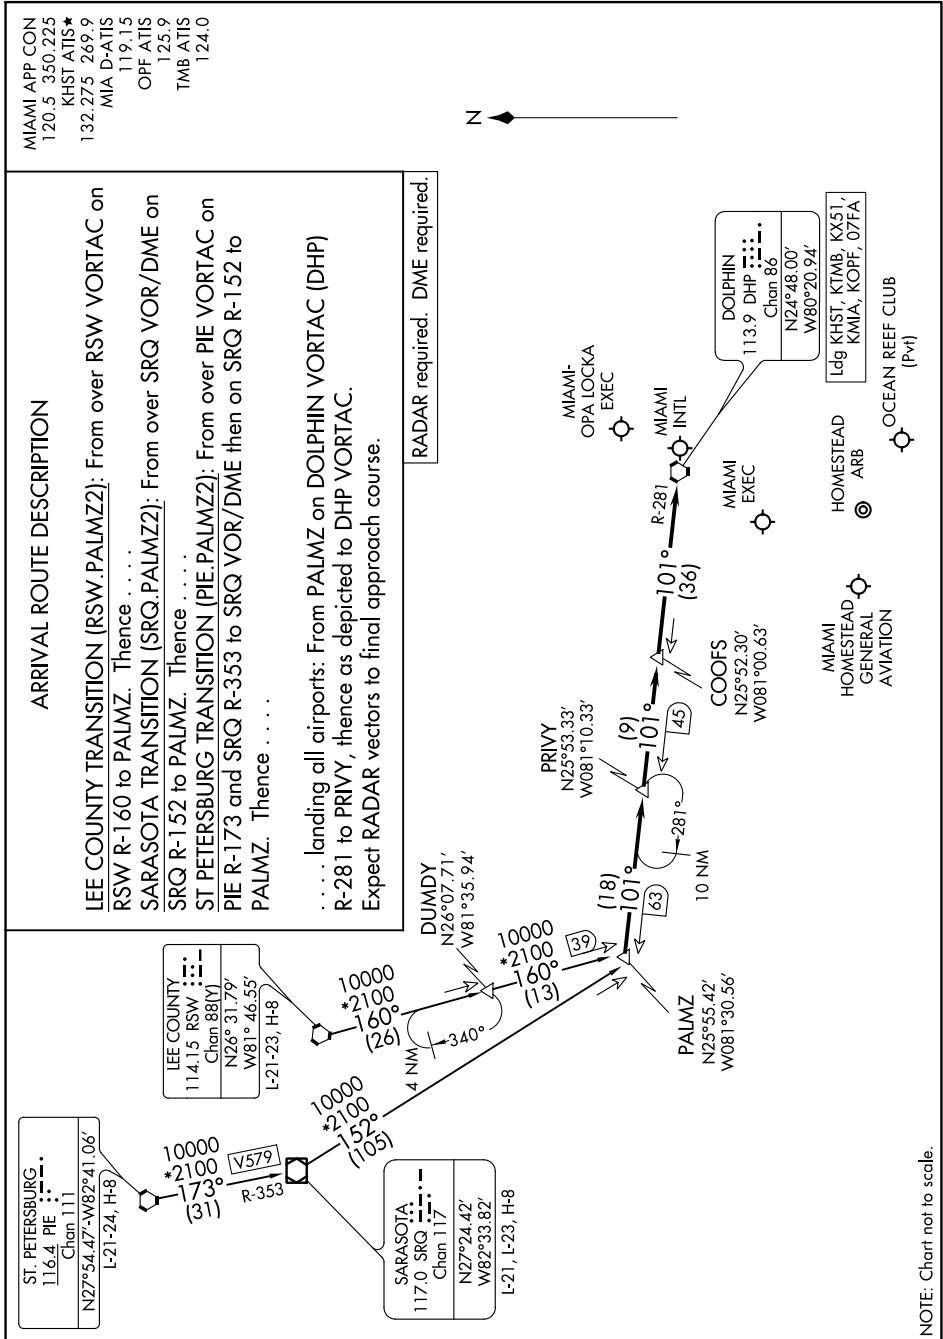 MIAMI APP CON
120.5 350.225
KHST ATIS★
132.275 269.9
MIA D-ATIS
119.15
OPF ATIS
125.9
TMB ATIS
124.0
ARRIVAL ROUTE DESCRIPTION
LEE COUNTY TRANSITION (RSW.PALMZ2): From over RSW VORTAC on
RSW R-160 to PALMZ. Thence . . . .
SARASOTA TRANSITION (SRQ.PALMZ2): From over SRQ VOR/DME on
SRQ R-152 to PALMZ. Thence . . . .
ST PETERSBURG TRANSITION (PIE.PALMZ2): From over PIE VORTAC on
PIE R-173 and SRQ R-353 to SRQ VOR/DME then on SRQ R-152 to
PALMZ. Thence . . . .
. . . . landing all airports: From PALMZ on DOLPHIN VORTAC (DHP)
R-281 to PRIVY, thence as depicted to DHP VORTAC.
Expect RADAR vectors to final approach course.
RADAR required. DME required.
N
ST. PETERSBURG
116.4 PIE
Chan 111
N27°54.47'-W82°41.06'
L-21-24, H-8
10000
*2100
173°
(31)
V579
R-353
SARASOTA
117.0 SRQ
Chan 117
N27°24.42'
W82°33.82'
L-21, L-23, H-8
10000
*2100
152°
(105)
LEE COUNTY
114.15 RSW
Chan 88(Y)
N26° 31.79'
W81° 46.55'
L-21-23, H-8
10000
*2100
160°
(26)
4 NM
340°
DUMDY
N26°07.71'
W81°35.94'
10000
*2100
160°
(13)
39
PALMZ
N25°55.42'
W081°30.56'
(18)
101°
63
10 NM
281°
PRIVY
N25°53.33'
W081°10.33'
(9)
101°
45
COOFS
N25°52.30'
W081°00.63'
101°
(36)
R-281
DOLPHIN
113.9 DHP
Chan 86
N24°48.00'
W80°20.94'
Ldg KHST, KTMB, KX51,
KMIA, KOPF, 07FA
MIAMI-
OPA LOCKA
EXEC
MIAMI
INTL
MIAMI
EXEC
HOMESTEAD
ARB
OCEAN REEF CLUB
(Pvt)
MIAMI
HOMESTEAD
GENERAL
AVIATION
NOTE: Chart not to scale.